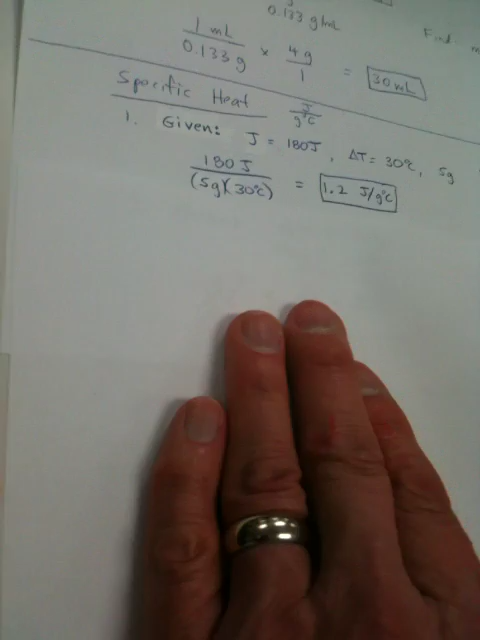 0.133 g/mL
1 mL / 0.133 g × 4 g / 1 = 30 mL
Find
Specific Heat J / g°C
1. Given: J = 180J, ΔT = 30°C, 5g
180 J / (5g)(30°C) = 1.2 J/g°C